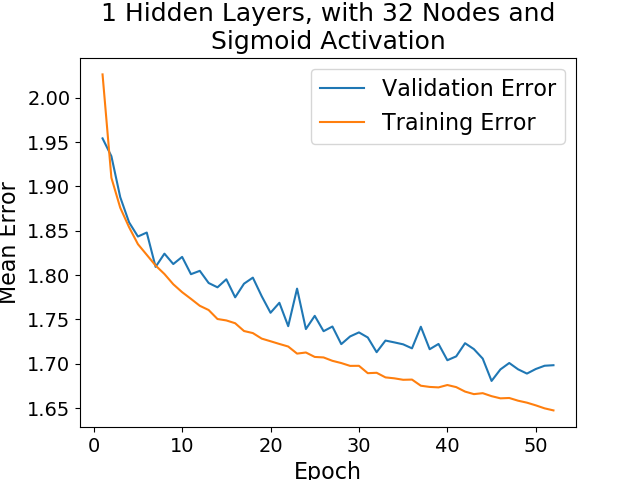 1 Hidden Layers, with 32 Nodes and
Sigmoid Activation
Validation Error
Training Error
Mean Error
2.00
1.95
1.90
1.85
1.80
1.75
1.70
1.65
0 10 20 30 40 50
Epoch